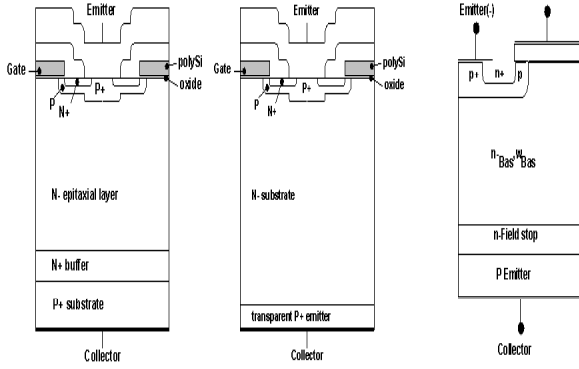 Emitter
Gate
polySi
oxide
P
N+
P+
N- epitaxial layer
N+ buffer
P+ substrate
Collector
Emitter
Gate
polySi
oxide
P
N+
P+
N- substrate
transparent P+ emitter
Collector
Emitter(-)
p+ n+ p
n-Bas,wBas
n-Field stop
P Emitter
Collector